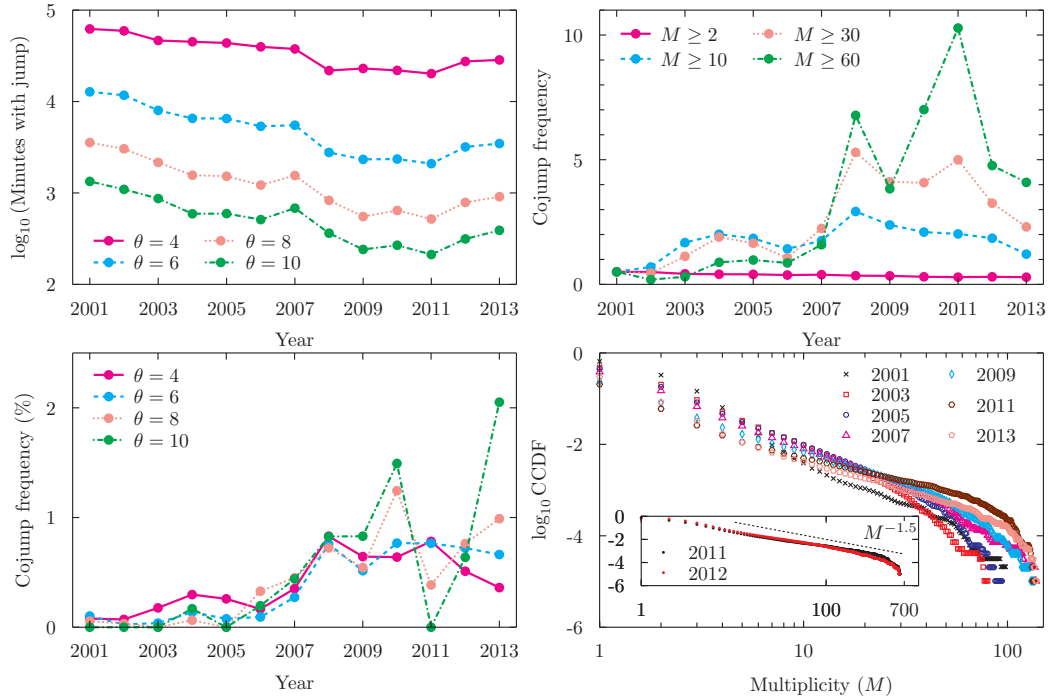 log₁₀ (Minutes with jump)
5
4
3
2
θ = 4
θ = 6
θ = 8
θ = 10
2001 2003 2005 2007 2009 2011 2013
Year
Cojump frequency
10
5
0
M ≥ 2
M ≥ 10
M ≥ 30
M ≥ 60
2001 2003 2005 2007 2009 2011 2013
Year
Cojump frequency (%)
2
1
0
θ = 4
θ = 6
θ = 8
θ = 10
2001 2003 2005 2007 2009 2011 2013
Year
log₁₀ CCDF
0
-2
-4
-6
2001
2003
2005
2007
2009
2011
2013
0
-2
-4
-6
M⁻¹·⁵
2011
2012
1 100 700
1 10 100
Multiplicity (M)